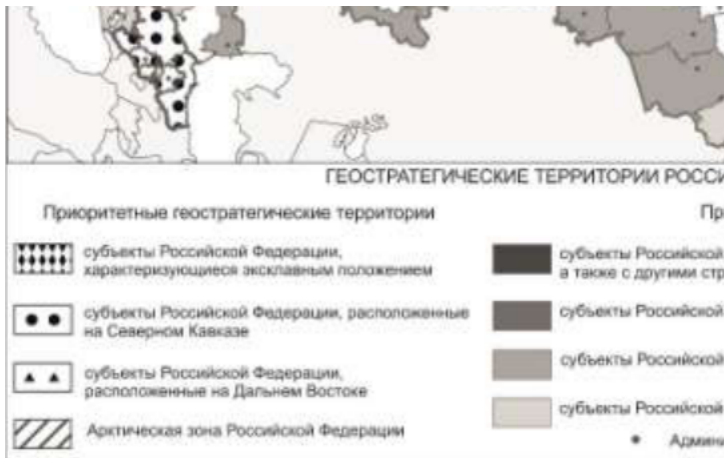 ГЕОСТРАТЕГИЧЕСКИЕ ТЕРРИТОРИИ РОССИ
Приоритетные геостратегические территории
субъекты Российской Федерации,
характеризующиеся эксклавным положением
субъекты Российской Федерации, расположенные
на Северном Кавказе
субъекты Российской Федерации,
расположенные на Дальнем Востоке
Арктическая зона Российской Федерации
Пр
субъекты Российской
а также с другими стр
субъекты Российской
субъекты Российской
субъекты Российской
Админи